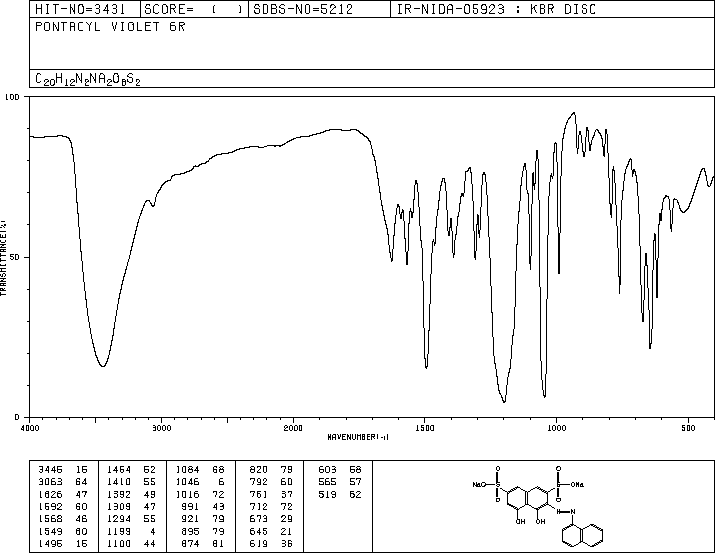 HIT-NO=3431 SCORE= ( ) SDBS-NO=5212 IR-NIDA-05923 : KBR DISC
PONTACYL VIOLET 6R
C20H12N2NA2O8S2
100
50
0
TRANSMITTANCE(%)
4000 3000 2000 1500 1000 500
WAVENUMBER(-1)
3446 15 1464 52 1084 68 820 79 603 58
3063 64 1410 55 1046 6 792 60 565 57
1626 47 1392 49 1016 72 761 37 519 62
1592 60 1309 47 991 43 712 72
1568 46 1294 55 921 79 673 29
1549 60 1199 4 895 79 645 21
1495 15 1100 44 874 81 619 36
O O
NaO S S ONa
O O
N N
OH OH